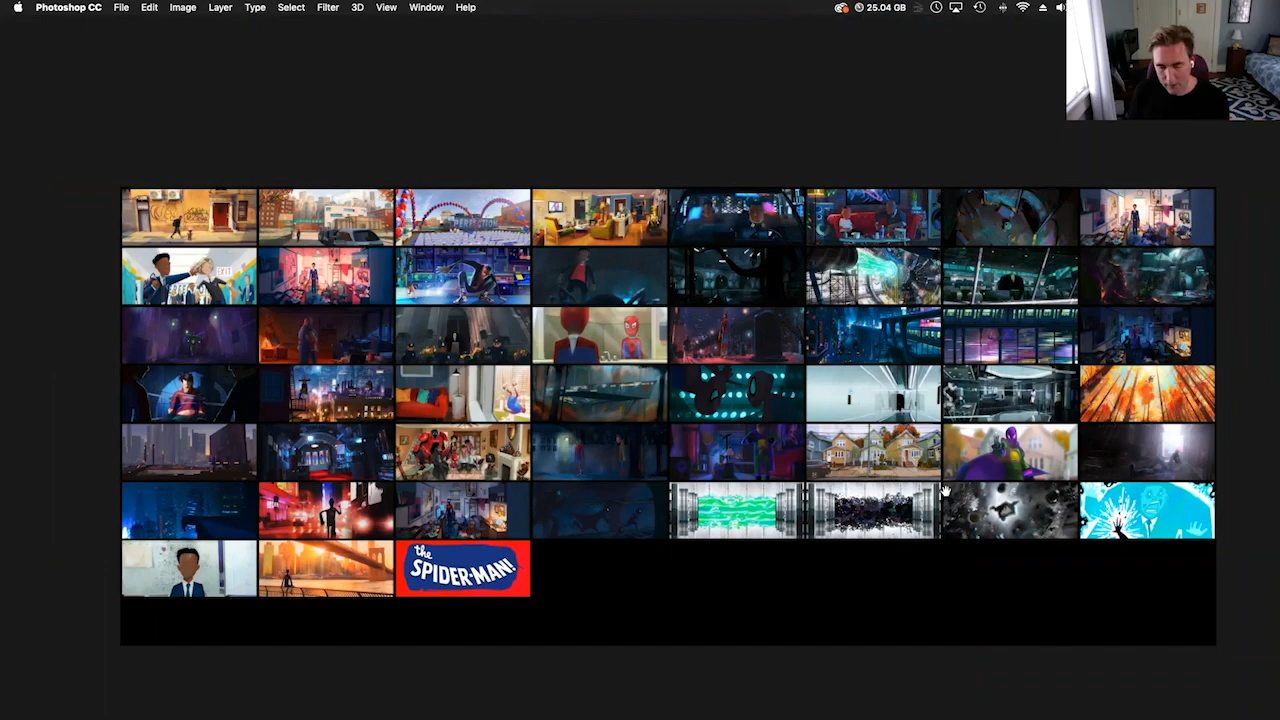 Photoshop CC File Edit Image Layer Type Select Filter 3D View Window Help 25.04 GB
the
SPIDER-MAN!